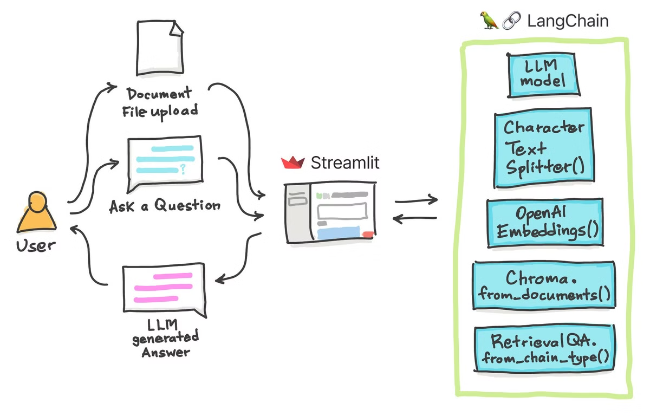 LangChain
Document
File upload
LLM
model
Character
Text
Splitter()
?
Streamlit
Ask a Question
User
OpenAI
Embeddings()
Chroma.
from_documents()
LLM
generated
Answer
RetrievalQA.
from_chain_type()